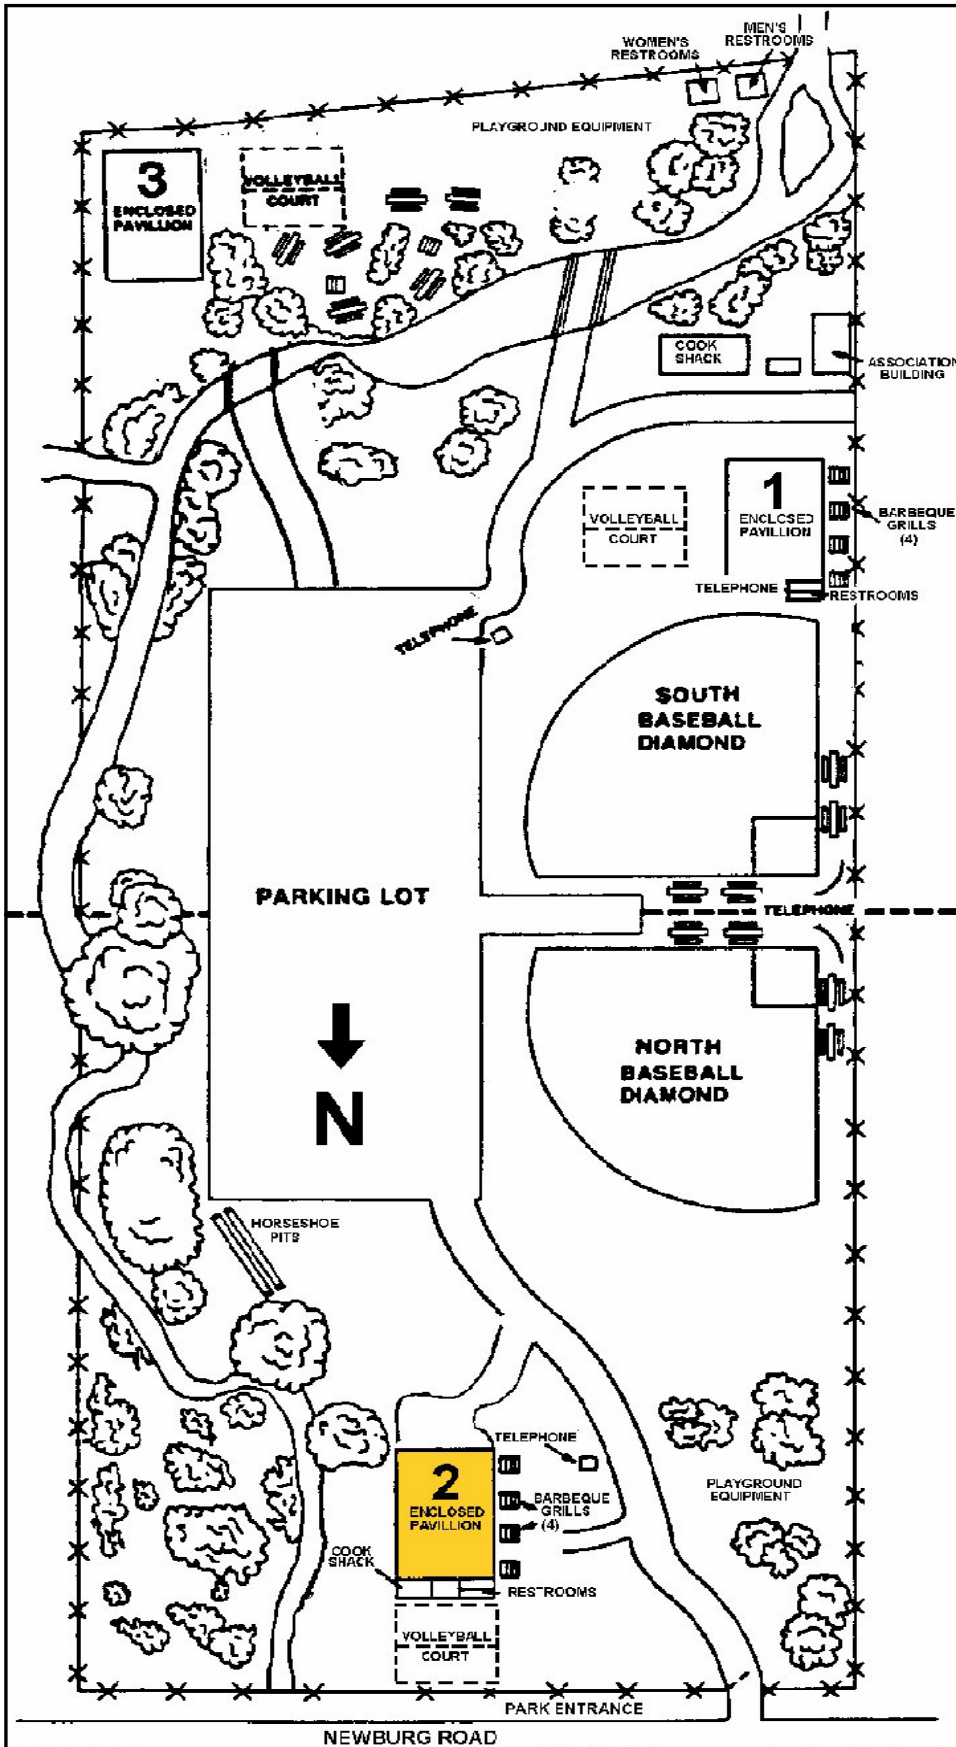 MEN'S
RESTROOMS
WOMEN'S
RESTROOMS
PLAYGROUND EQUIPMENT
3
ENCLOSED
PAVILLION
VOLLEYBALL
COURT
COOK
SHACK
ASSOCIATION
BUILDING
1
ENCLOSED
PAVILLION
VOLLEYBALL
COURT
BARBEQUE
GRILLS
(4)
TELEPHONE
RESTROOMS
TELEPHONE
SOUTH
BASEBALL
DIAMOND
PARKING LOT
TELEPHONE
N
NORTH
BASEBALL
DIAMOND
HORSESHOE
PITS
TELEPHONE
2
ENCLOSED
PAVILLION
BARBEQUE
GRILLS
(4)
PLAYGROUND
EQUIPMENT
COOK
SHACK
RESTROOMS
VOLLEYBALL
COURT
PARK ENTRANCE
NEWBURG ROAD